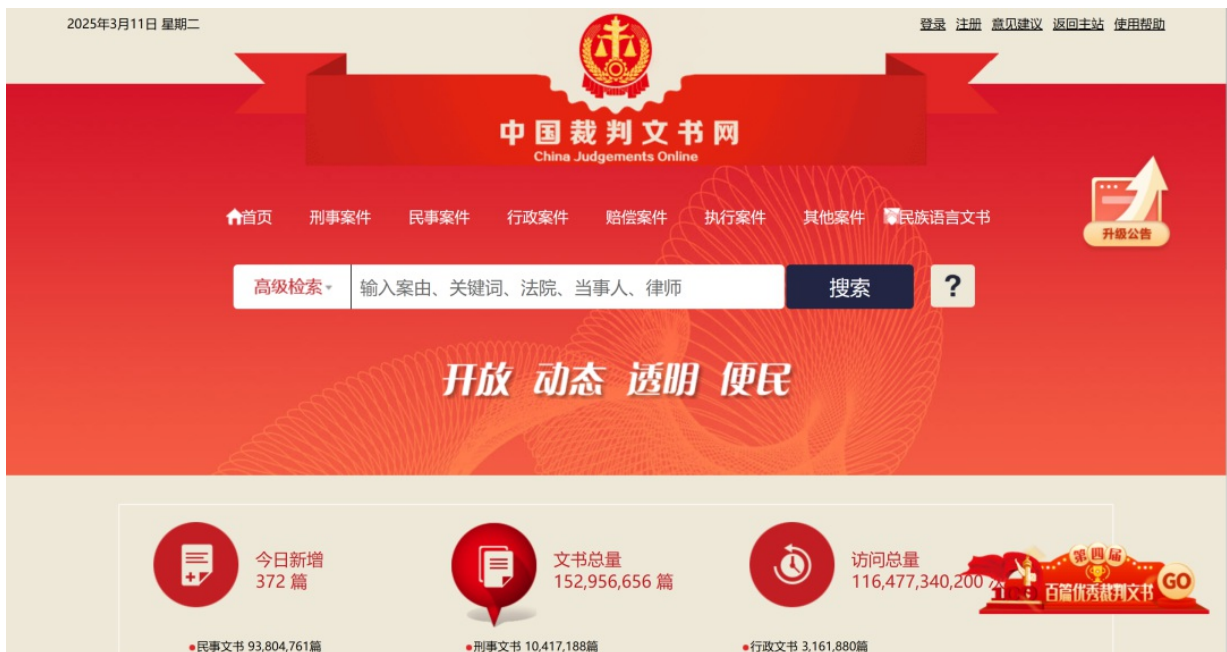 2025年3月11日 星期二
登录 注册 意见建议 返回主站 使用帮助
中国裁判文书网
China Judgements Online
首页 刑事案件 民事案件 行政案件 赔偿案件 执行案件 其他案件 民族语言文书
升级公告
高级检索 输入案由、关键词、法院、当事人、律师 搜索 ?
开放 动态 透明 便民
今日新增
372 篇
文书总量
152,956,656 篇
访问总量
116,477,340,200
第四届
百篇优秀裁判文书 GO
●民事文书 93,804,761篇
●刑事文书 10,417,188篇
●行政文书 3,161,880篇